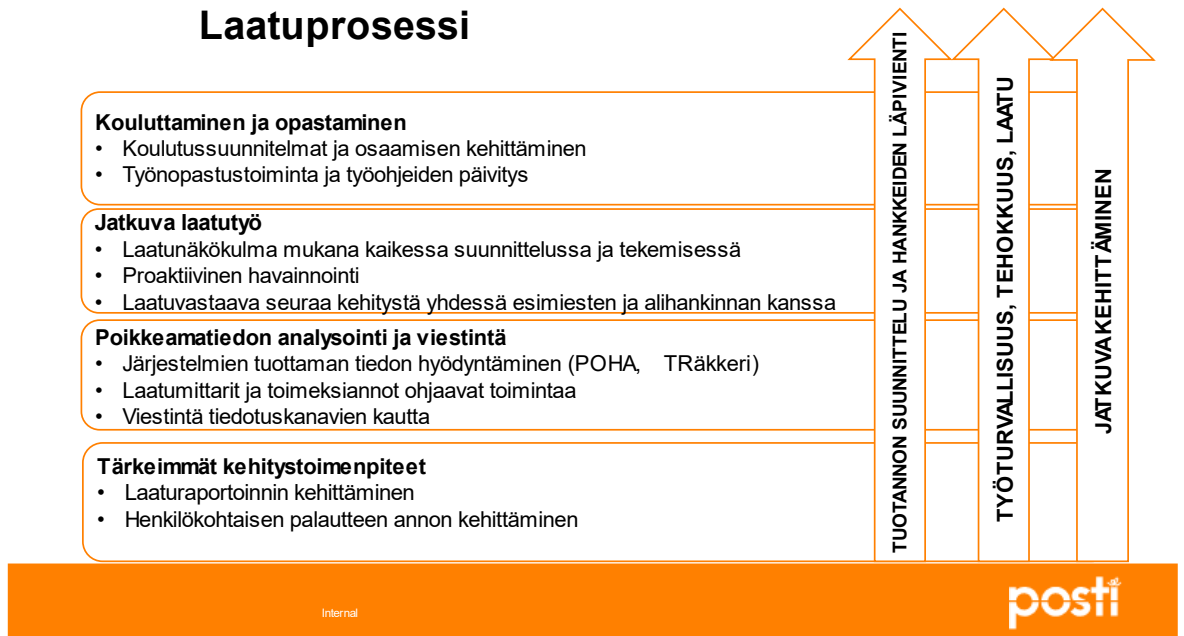 Laatuprosessi
Kouluttaminen ja opastaminen
• Koulutussuunnitelmat ja osaamisen kehittäminen
• Työnopastustoiminta ja työohjeiden päivitys
Jatkuva laatutyö
• Laatunäkökulma mukana kaikessa suunnittelussa ja tekemisessä
• Proaktiivinen havainnointi
• Laatuvastaava seuraa kehitystä yhdessä esimiesten ja alihankinnan kanssa
Poikkeamatiedon analysointi ja viestintä
• Järjestelmien tuottaman tiedon hyödyntäminen (POHA, TRäkkeri)
• Laatumittarit ja toimeksiannot ohjaavat toimintaa
• Viestintä tiedotuskanavien kautta
Tärkeimmät kehitystoimenpiteet
• Laaturaportoinnin kehittäminen
• Henkilökohtaisen palautteen annon kehittäminen
TUOTANNON SUUNNITTELU JA HANKKEIDEN LÄPIVIENTI
TYÖTURVALLISUUS, TEHOKKUUS, LAATU
JATKUVAKEHITTÄMINEN
Internal
posti